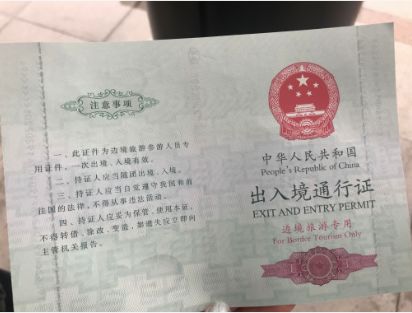 注意事项
一、此证件为边境旅游参游人员专
用证件,一次出境、入境有效。
二、持证人应当随团出境、入境。
三、持证人应当自觉遵守我国和前
往国的法律,不得从事违法活动。
四、持证人应妥为保管、使用本证,
不得转借、涂改、变造,如遗失应立即向
主管机关报告。
中华人民共和国
People's Republic of China
出入境通行证
EXIT AND ENTRY PERMIT
边境旅游专用
For Border Tourism Only